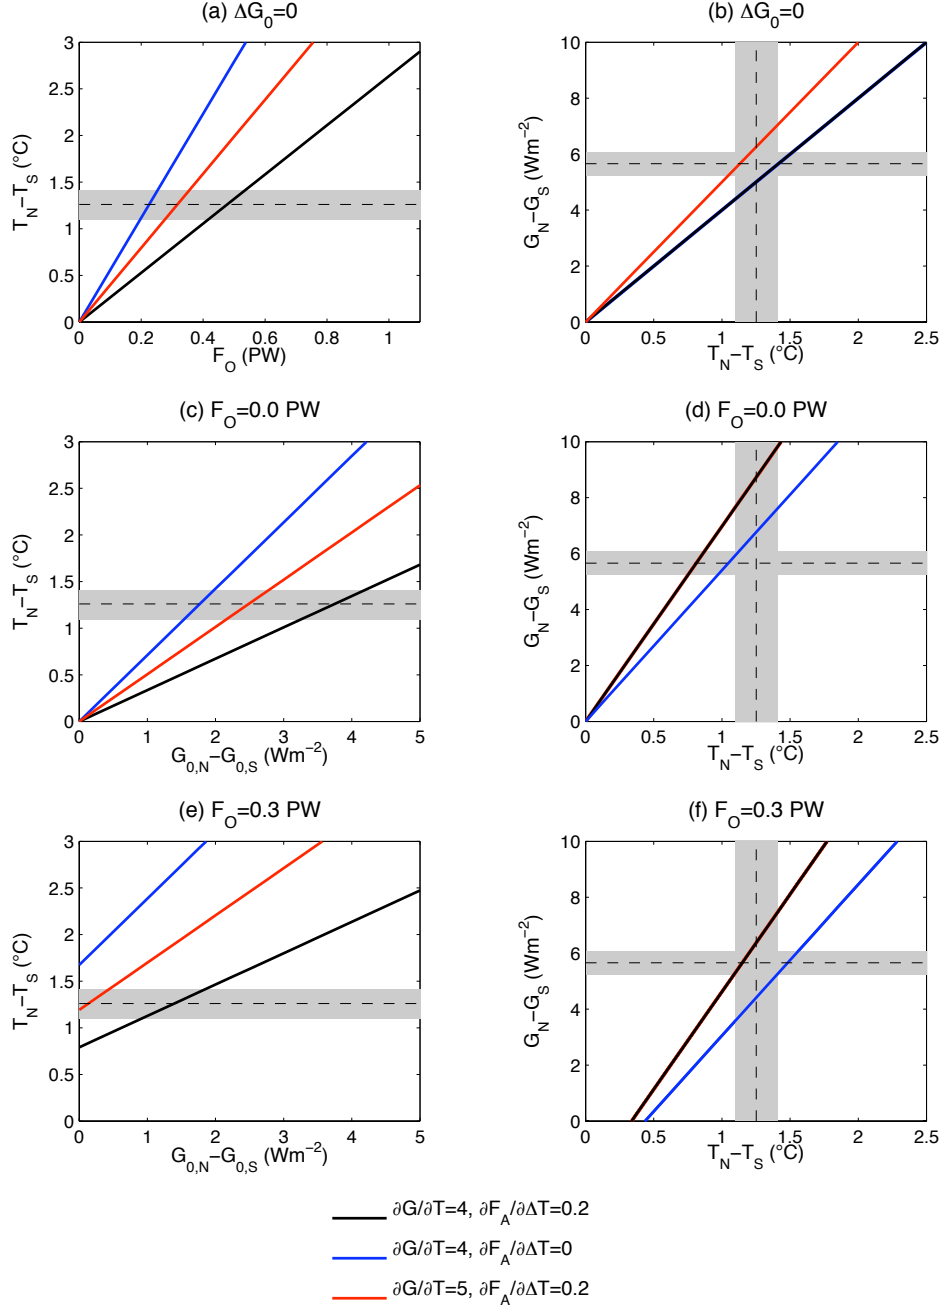 (a) ΔG₀=0
(b) ΔG₀=0
3
2.5
2
1.5
1
0.5
0
T_N−T_S (°C)
0 0.2 0.4 0.6 0.8 1
F_O (PW)
10
8
6
4
2
0
G_N−G_S (Wm⁻²)
0 0.5 1 1.5 2 2.5
T_N−T_S (°C)
(c) F_O=0.0 PW
(d) F_O=0.0 PW
3
2.5
2
1.5
1
0.5
0
T_N−T_S (°C)
0 1 2 3 4 5
G_0,N−G_0,S (Wm⁻²)
10
8
6
4
2
0
G_N−G_S (Wm⁻²)
0 0.5 1 1.5 2 2.5
T_N−T_S (°C)
(e) F_O=0.3 PW
(f) F_O=0.3 PW
3
2.5
2
1.5
1
0.5
0
T_N−T_S (°C)
0 1 2 3 4 5
G_0,N−G_0,S (Wm⁻²)
10
8
6
4
2
0
G_N−G_S (Wm⁻²)
0 0.5 1 1.5 2 2.5
T_N−T_S (°C)
∂G/∂T=4, ∂F_A/∂ΔT=0.2
∂G/∂T=4, ∂F_A/∂ΔT=0
∂G/∂T=5, ∂F_A/∂ΔT=0.2